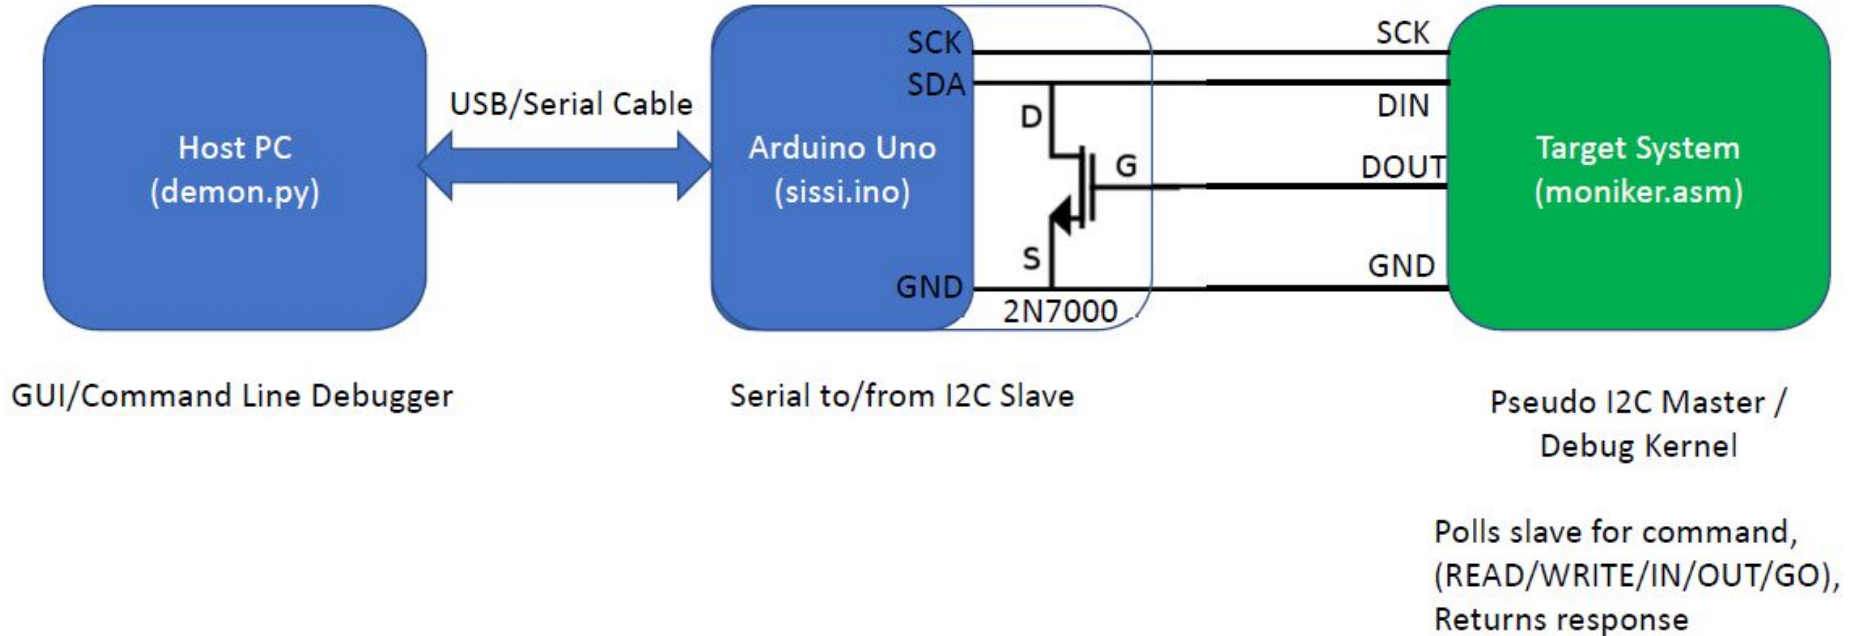 Host PC
(demon.py)
USB/Serial Cable
Arduino Uno
(sissi.ino)
SCK
SDA
GND
D
G
S
2N7000
SCK
DIN
DOUT
GND
Target System
(moniker.asm)
GUI/Command Line Debugger
Serial to/from I2C Slave
Pseudo I2C Master /
Debug Kernel
Polls slave for command,
(READ/WRITE/IN/OUT/GO),
Returns response